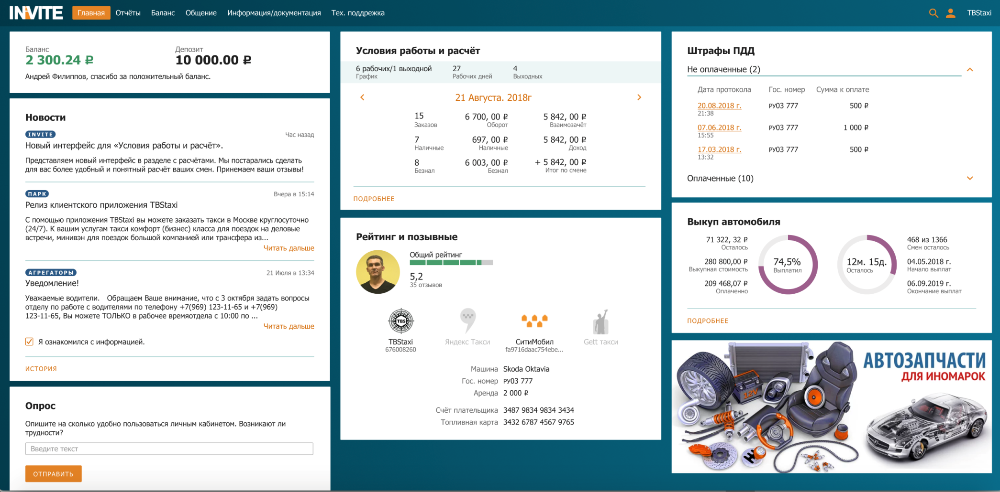 INVITE
Главная
Отчёты
Баланс
Общение
Информация/документация
Тех. поддрежка
TBStaxi
Баланс
2 300.24 ₽
Депозит
10 000.00 ₽
Андрей Филиппов, спасибо за положительный баланс.
Новости
INVITE
Час назад
Новый интерфейс для «Условия работы и расчёт».
Представляем новый интерфейс в разделе с расчётами. Мы постарались сделать
для вас более удобный и понятный расчёт ваших смен. Принемаем ваши отзывы!
ПАРК
Вчера в 15:14
Релиз клиентского приложения TBStaxi
С помощью приложения TBStaxi вы можете заказать такси в Москве круглосуточно
(24/7). К вашим услугам такси комфорт (бизнес) класса для поездок на деловые
встречи, минивэн для поездок большой компанией или трансфера из...
Читать дальше
АГРЕГАТОРЫ
21 Июля в 13:34
Уведомление!
Уважаемые водители. Обращаем Ваше внимание, что с 3 октября задать вопросы
отделу по работе с водителями по телефону +7(969) 123-11-65 и +7(969)
123-11-65, Вы можете ТОЛЬКО в рабочее времяотдела с 10:00 по ...
Читать дальше
Я ознакомился с информацией.
ИСТОРИЯ
Опрос
Опишите на сколько удобно пользоваться личным кабинетом. Возникают ли
трудности?
Введите текст
ОТПРАВИТЬ
Условия работы и расчёт
6 рабочих/1 выходной
График
27
Рабочих дней
4
Выходных
21 Августа. 2018г
15
Заказов
6 700, 00 ₽
Оборот
5 842, 00 ₽
Взаимозачёт
7
Наличные
697, 00 ₽
Наличные
5 842, 00 ₽
Доход
8
Безнал
6 003, 00 ₽
Безнал
+ 5 842, 00 ₽
Итог по смене
ПОДРОБНЕЕ
Рейтинг и позывные
Общий рейтинг
5,2
35 отзывов
TBS
TBStaxi
676008260
Яндекс Такси
СитиМобил
fa9716daac754ebe...
Gett такси
Машина Skoda Oktavia
Гос. номер РУ03 777
Аренда 2 000 ₽
Счёт плательщика 3487 9834 9834 3434
Топливная карта 3432 6787 4567 9765
Штрафы ПДД
Не оплаченные (2)
Дата протокола
Гос. номер
Сумма к оплате
20.08.2018 г.
21:38
РУ03 777
500 ₽
07.06.2018 г.
15:55
РУ03 777
1 000 ₽
17.03.2018 г.
13:32
РУ03 777
500 ₽
Оплаченные (10)
Выкуп автомобиля
71 322, 32 ₽
Осталось
280 800,00 ₽
Выкупная стоимость
209 468,07 ₽
Оплаченно
74,5%
Выплатил
12м. 15д.
Осталось
468 из 1366
Смен осталось
04.05.2018 г.
Начало выплат
06.09.2019 г.
Окончание выплат
ПОДРОБНЕЕ
АВТОЗАПЧАСТИ
ДЛЯ ИНОМАРОК
12V